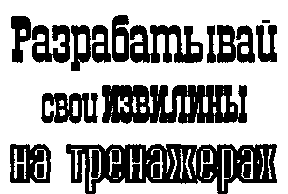 Разрабатывай
свои ИЗВИЛИНЫ
на тренажерах